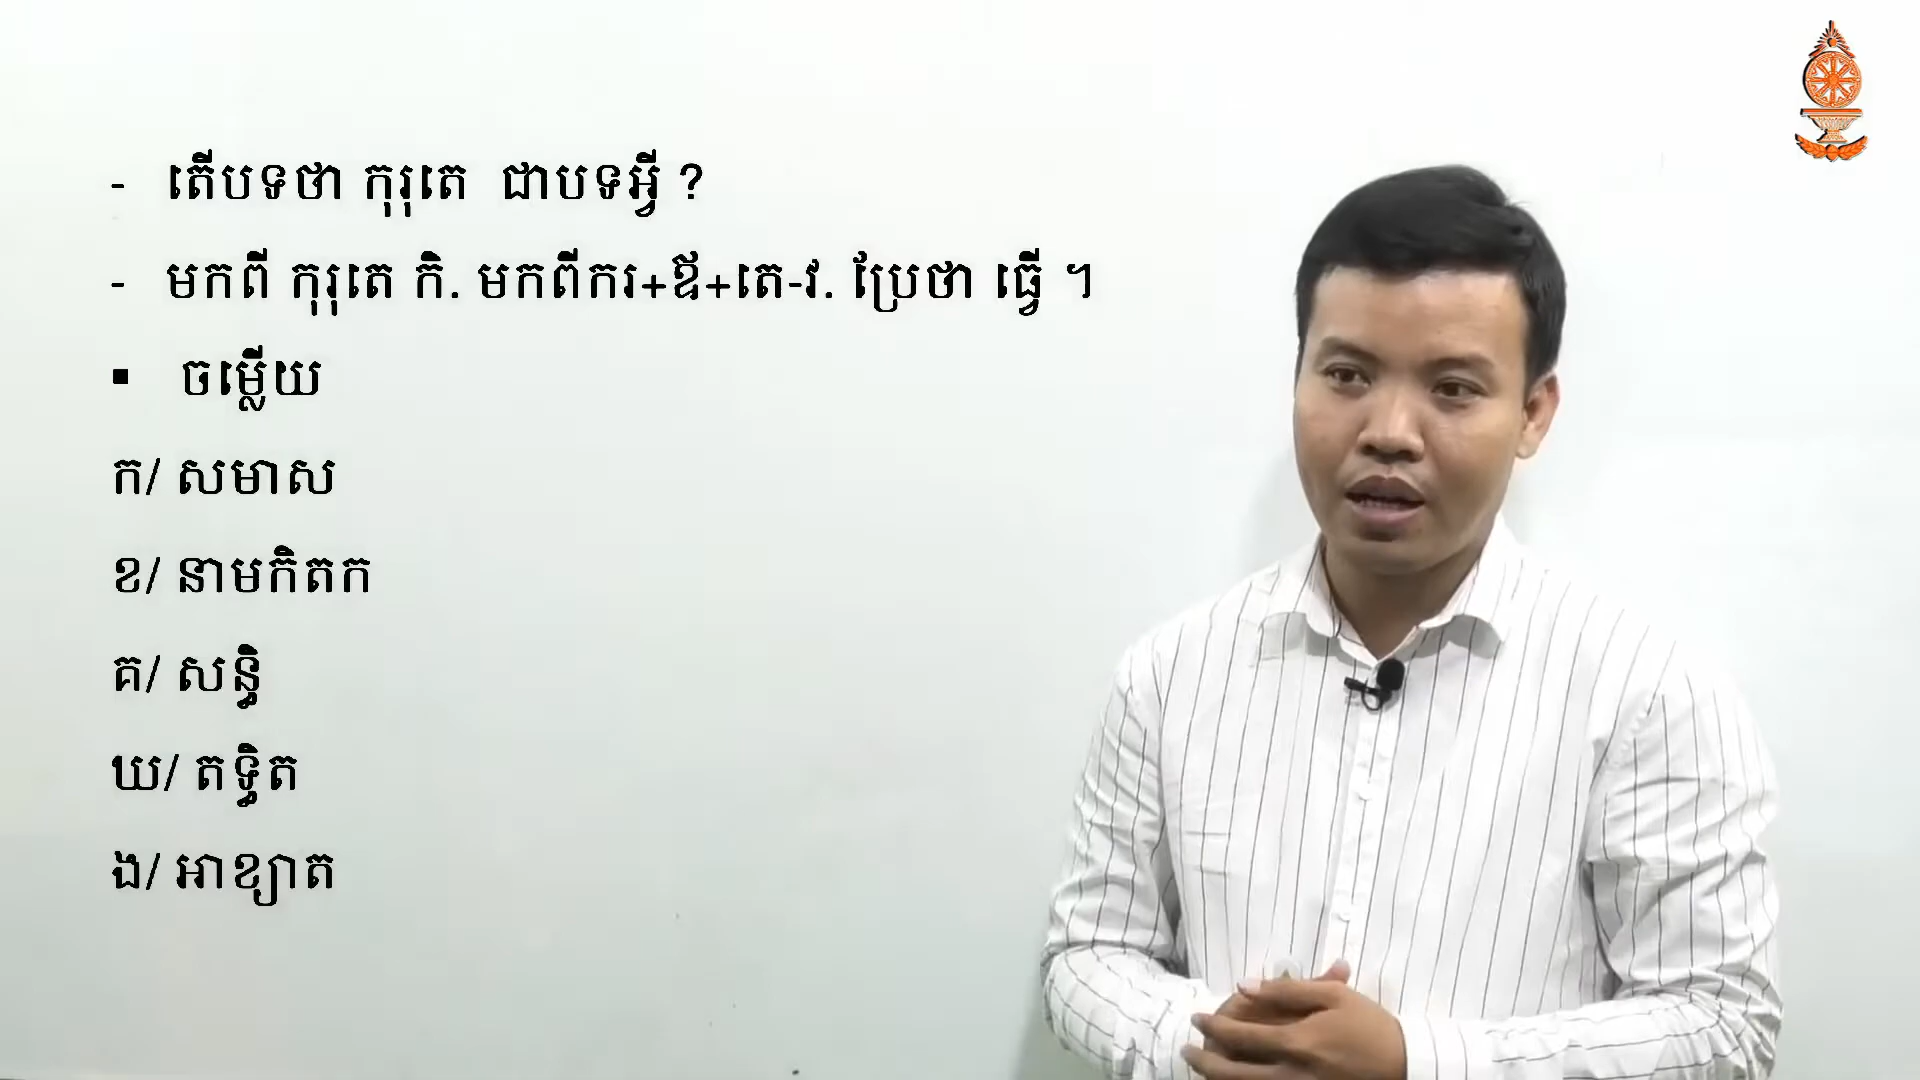 - តើបទថា កុរុតេ ជាបទអ្វី ?
- មកពី កុរុតេ កិ. មកពីករ+ឪ+តេ-វ. ប្រែថា ធ្វើ ។
▪ ចម្លើយ
ក/ សមាស
ខ/ នាមកិតក
គ/ សន្ធិ
ឃ/ តទ្ធិត
ង/ អាខ្យាត